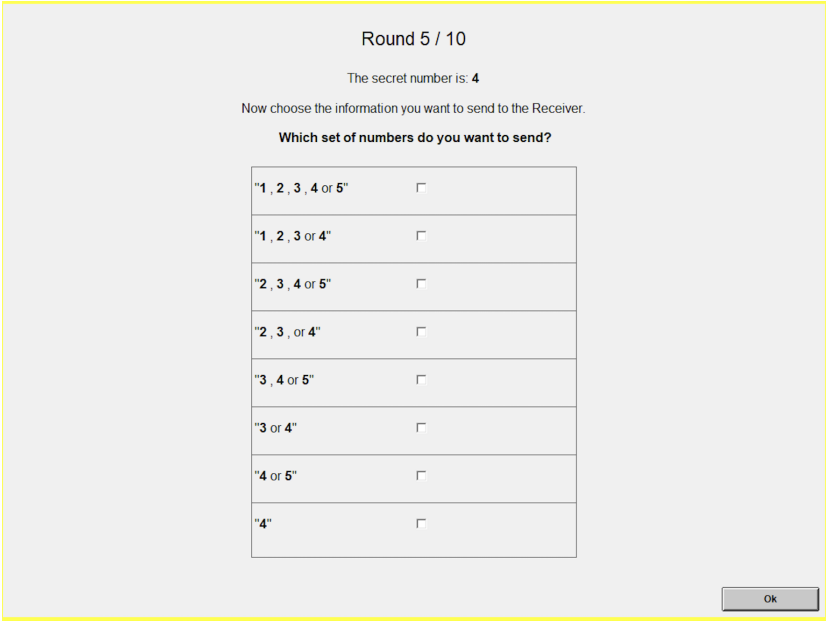 Round 5 / 10
The secret number is: 4
Now choose the information you want to send to the Receiver.
Which set of numbers do you want to send?
"1 , 2 , 3 , 4 or 5"
"1 , 2 , 3 or 4"
"2 , 3 , 4 or 5"
"2 , 3 , or 4"
"3 , 4 or 5"
"3 or 4"
"4 or 5"
"4"
Ok